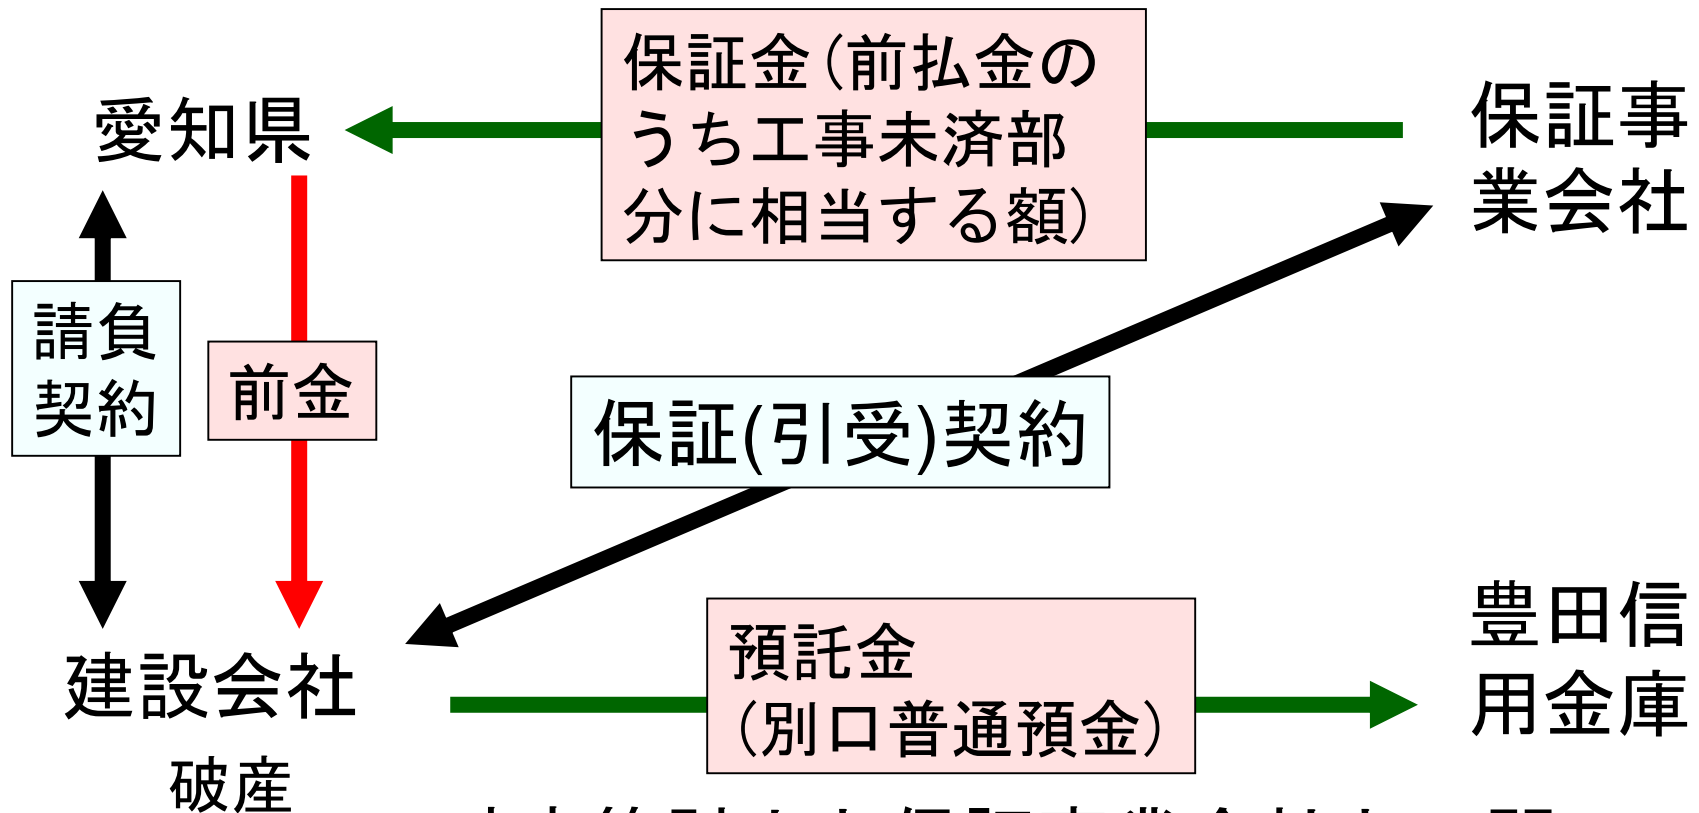 保証金(前払金の
うち工事未済部
分に相当する額)
愛知県
保証事
業会社
請負
契約
前金
保証(引受)契約
建設会社
破産
預託金
(別口普通預金)
豊田信
用金庫